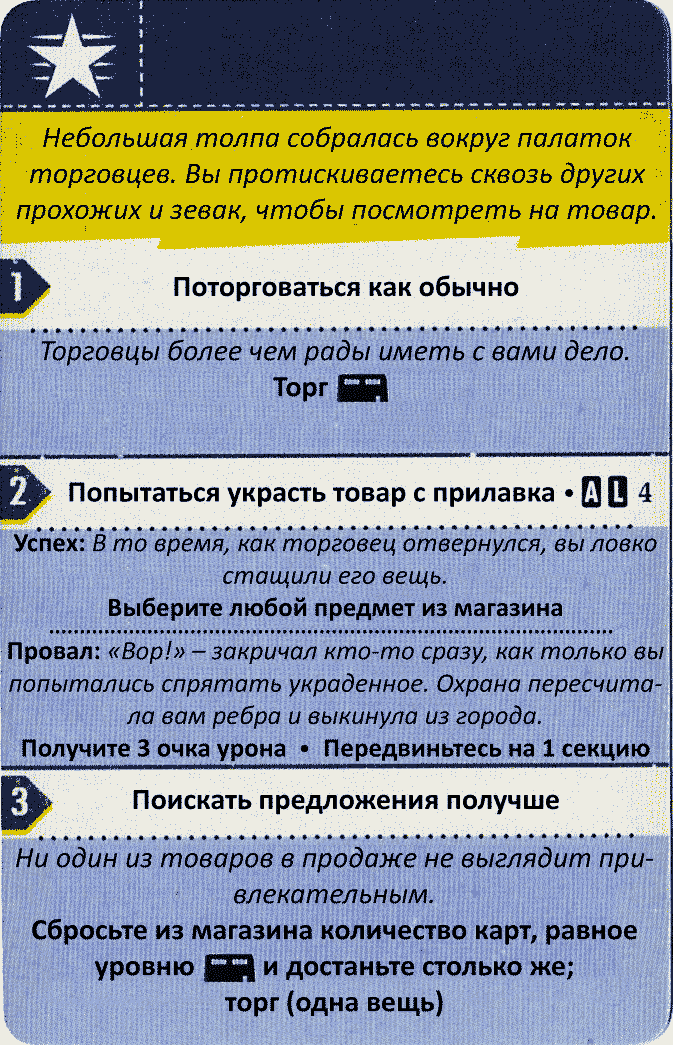 Небольшая толпа собралась вокруг палаток
торговцев. Вы протискиваетесь сквозь других
прохожих и зевак, чтобы посмотреть на товар.
1 Поторговаться как обычно
Торговцы более чем рады иметь с вами дело.
Торг
2 Попытаться украсть товар с прилавка • A L 4
Успех: В то время, как торговец отвернулся, вы ловко
стащили его вещь.
Выберите любой предмет из магазина
Провал: «Вор!» – закричал кто-то сразу, как только вы
попытались спрятать украденное. Охрана пересчита-
ла вам ребра и выкинула из города.
Получите 3 очка урона • Передвиньтесь на 1 секцию
3 Поискать предложения получше
Ни один из товаров в продаже не выглядит при-
влекательным.
Сбросьте из магазина количество карт, равное
уровню и достаньте столько же;
торг (одна вещь)